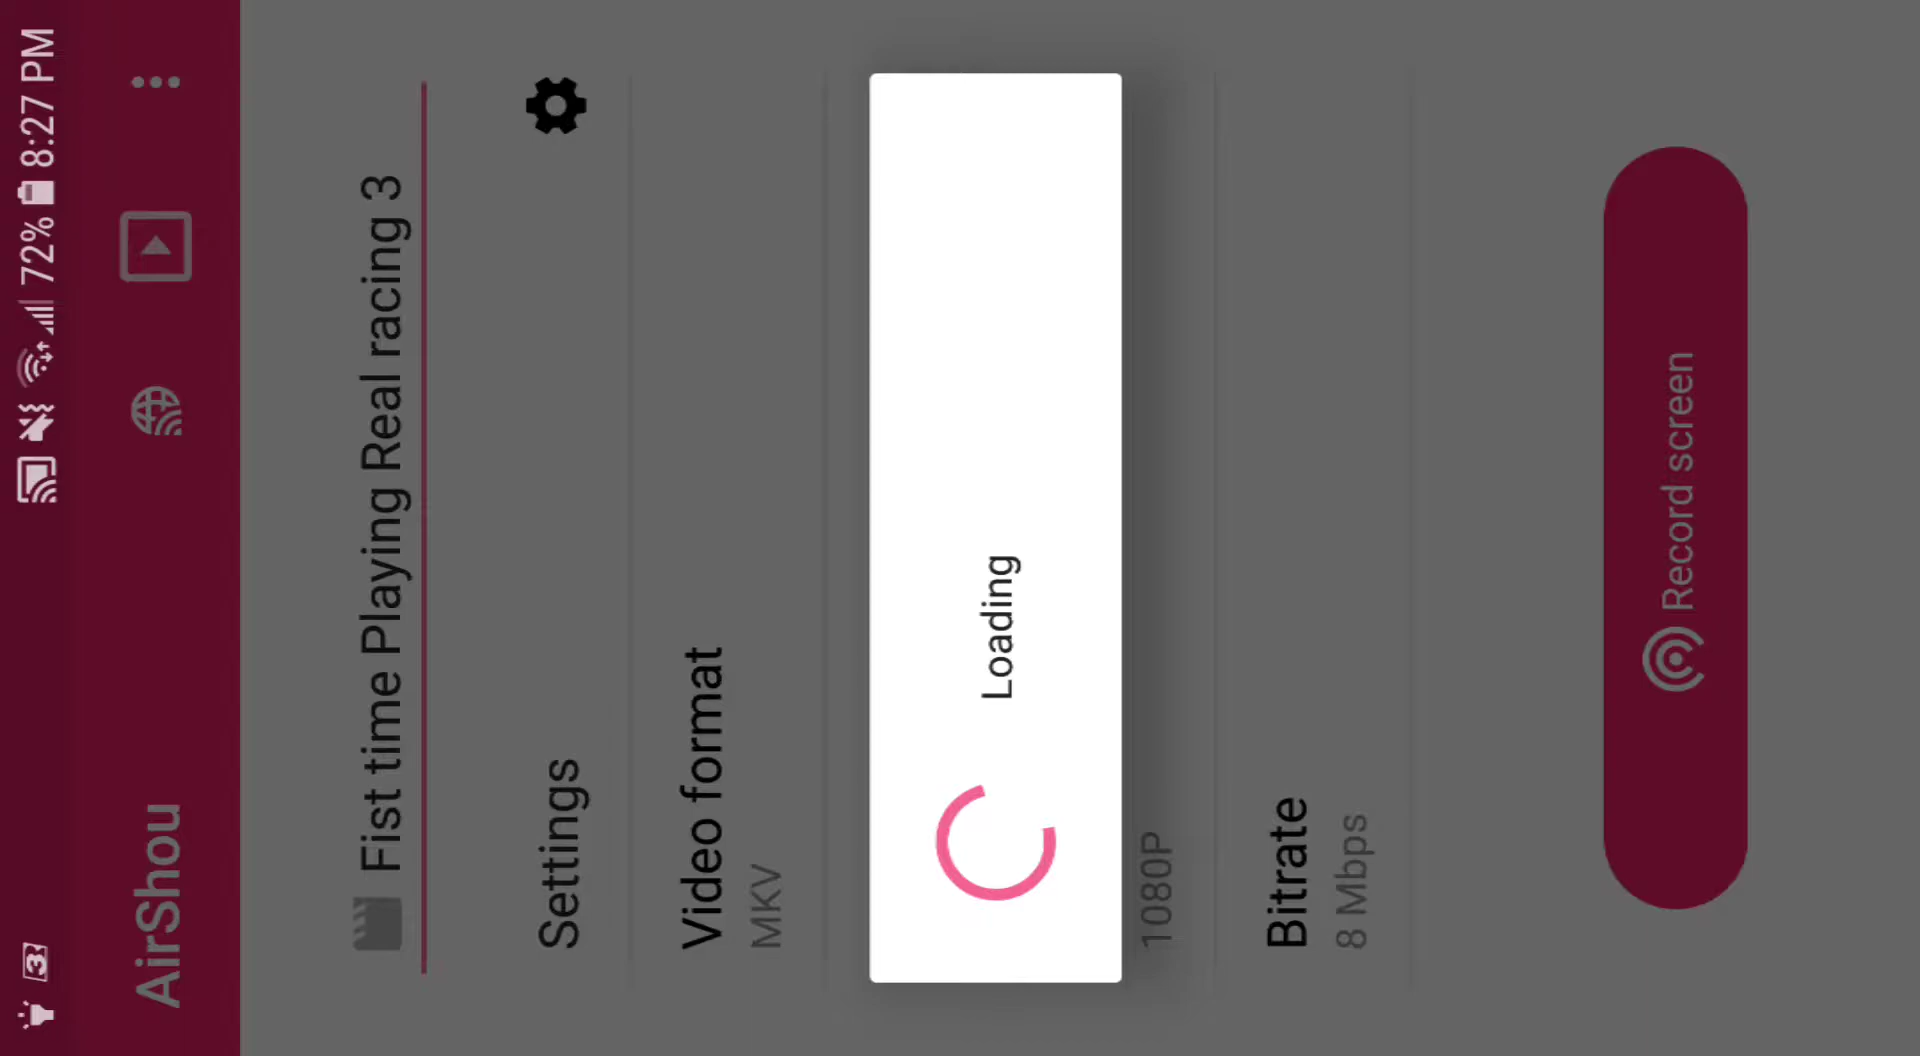 72% 8:27 PM
AirShou
Fist time Playing Real racing 3
Settings
Video format
MKV
Loading
1080P
Bitrate
8 Mbps
Record screen